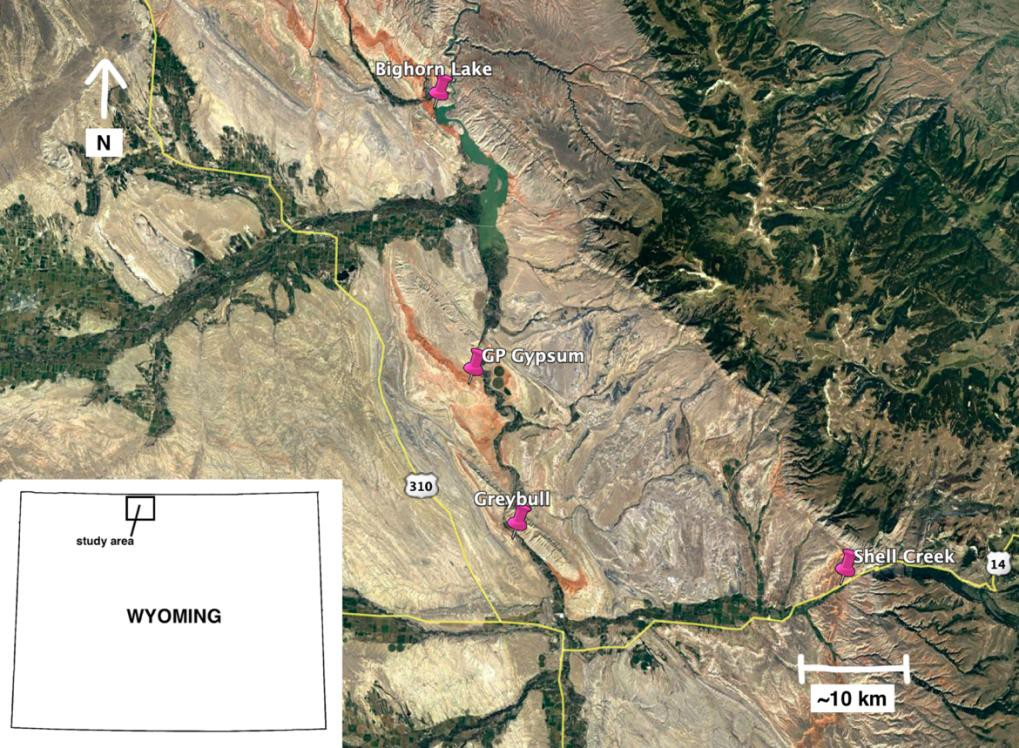 Bighorn Lake
N
GP Gypsum
310
Greybull
study area
Shell Creek
14
WYOMING
~10 km